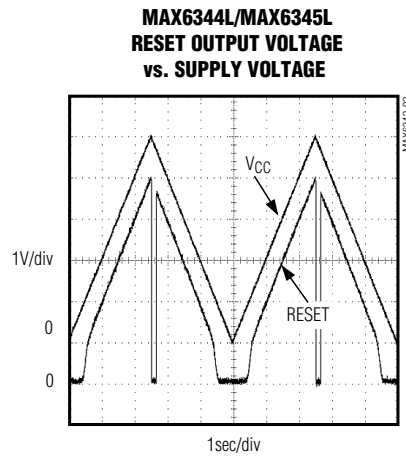 MAX6344L/MAX6345L
RESET OUTPUT VOLTAGE
vs. SUPPLY VOLTAGE
VCC
1V/div
RESET
0
0
1sec/div